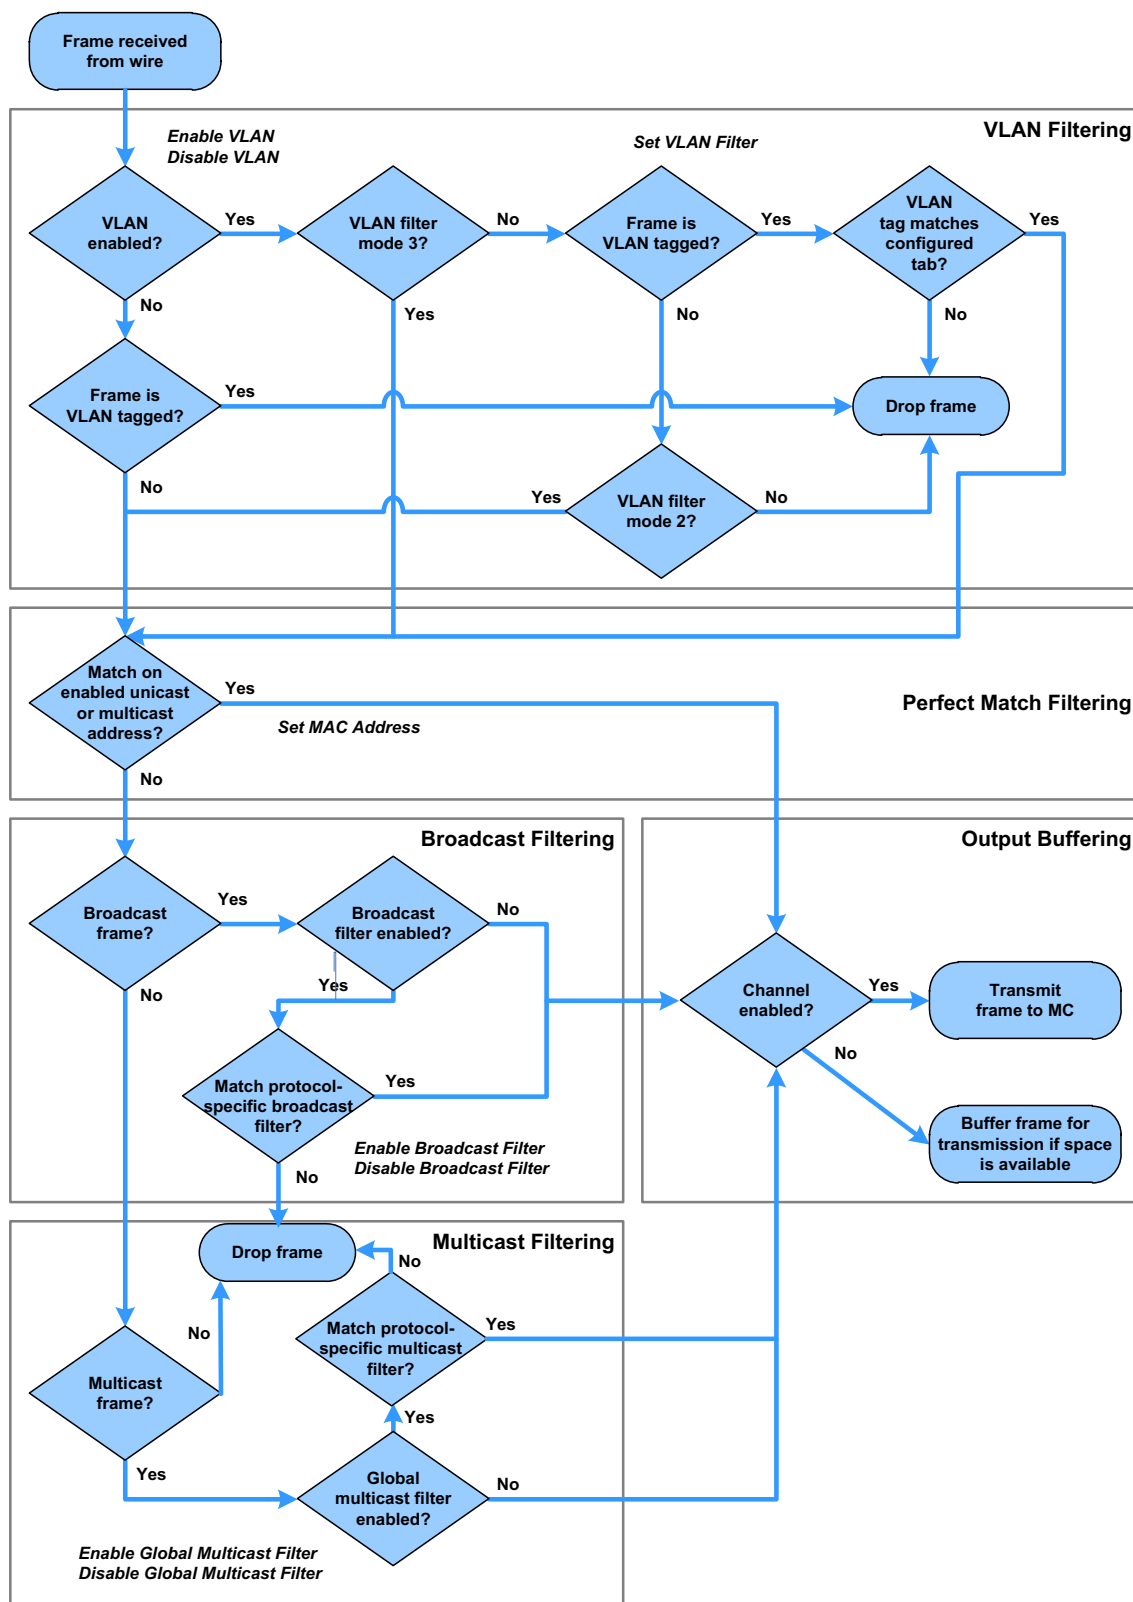 Frame received
from wire
VLAN Filtering
Enable VLAN
Disable VLAN
Set VLAN Filter
VLAN
enabled?
Yes
VLAN filter
mode 3?
No
Frame is
VLAN tagged?
Yes
VLAN
tag matches
configured
tab?
Yes
No
Yes
No
No
Frame is
VLAN tagged?
Yes
Drop frame
No
Yes
VLAN filter
mode 2?
No
Match on
enabled unicast
or multicast
address?
Yes
Set MAC Address
Perfect Match Filtering
No
Broadcast Filtering
Output Buffering
Broadcast
frame?
Yes
Broadcast
filter enabled?
No
No
Yes
Channel
enabled?
Yes
Transmit
frame to MC
No
Match protocol-
specific broadcast
filter?
Yes
Buffer frame for
transmission if space
is available
Enable Broadcast Filter
Disable Broadcast Filter
No
Multicast Filtering
Drop frame
No
No
Match protocol-
specific multicast
filter?
Yes
Multicast
frame?
Yes
Yes
Global
multicast filter
enabled?
No
Enable Global Multicast Filter
Disable Global Multicast Filter